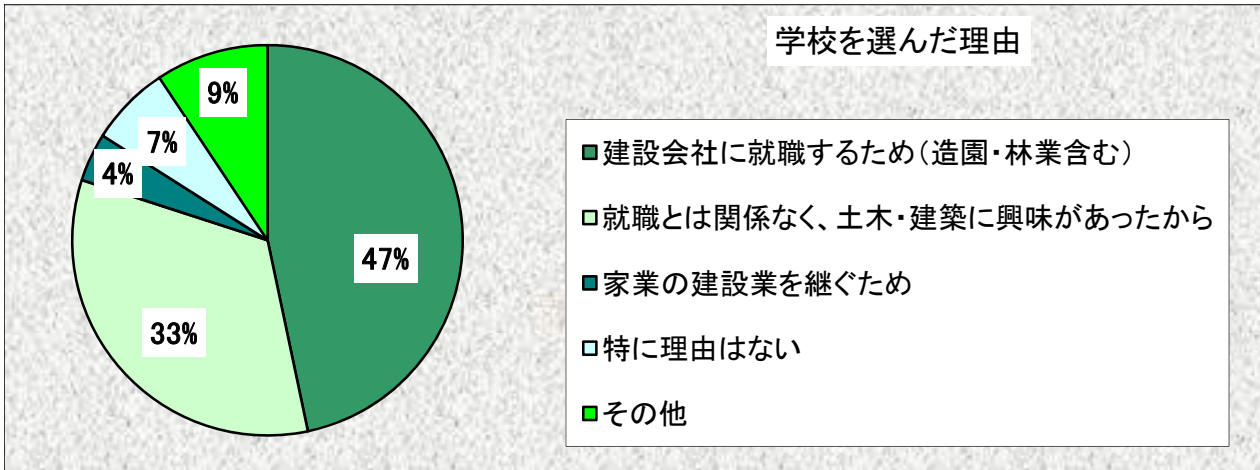 学校を選んだ理由
9%
7%
4%
47%
33%
建設会社に就職するため(造園・林業含む)
就職とは関係なく、土木・建築に興味があったから
家業の建設業を継ぐため
特に理由はない
その他